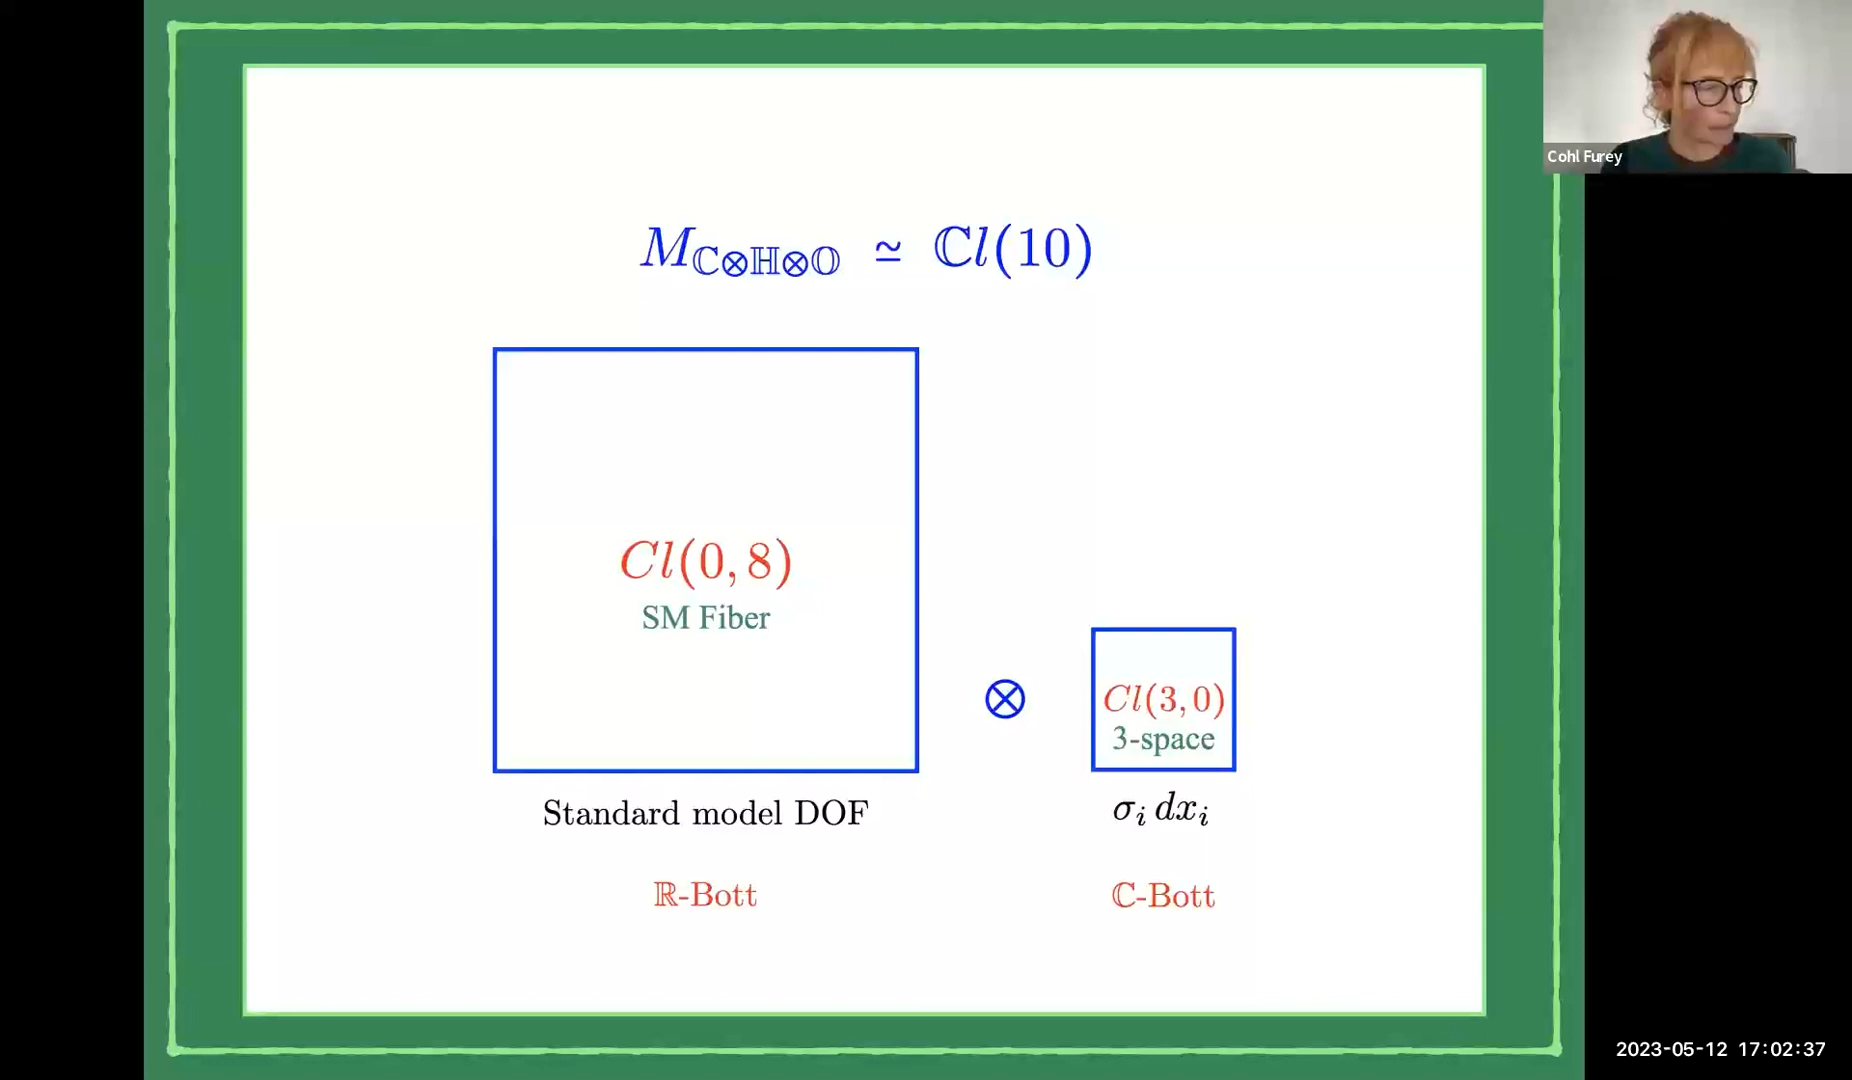 Cohl Furey
M_{ℂ⊗ℍ⊗𝕆} ≃ ℂl(10)
Cl(0, 8)
SM Fiber
⊗
Cl(3, 0)
3-space
Standard model DOF
σ_i dx_i
ℝ-Bott
ℂ-Bott
2023-05-12 17:02:37